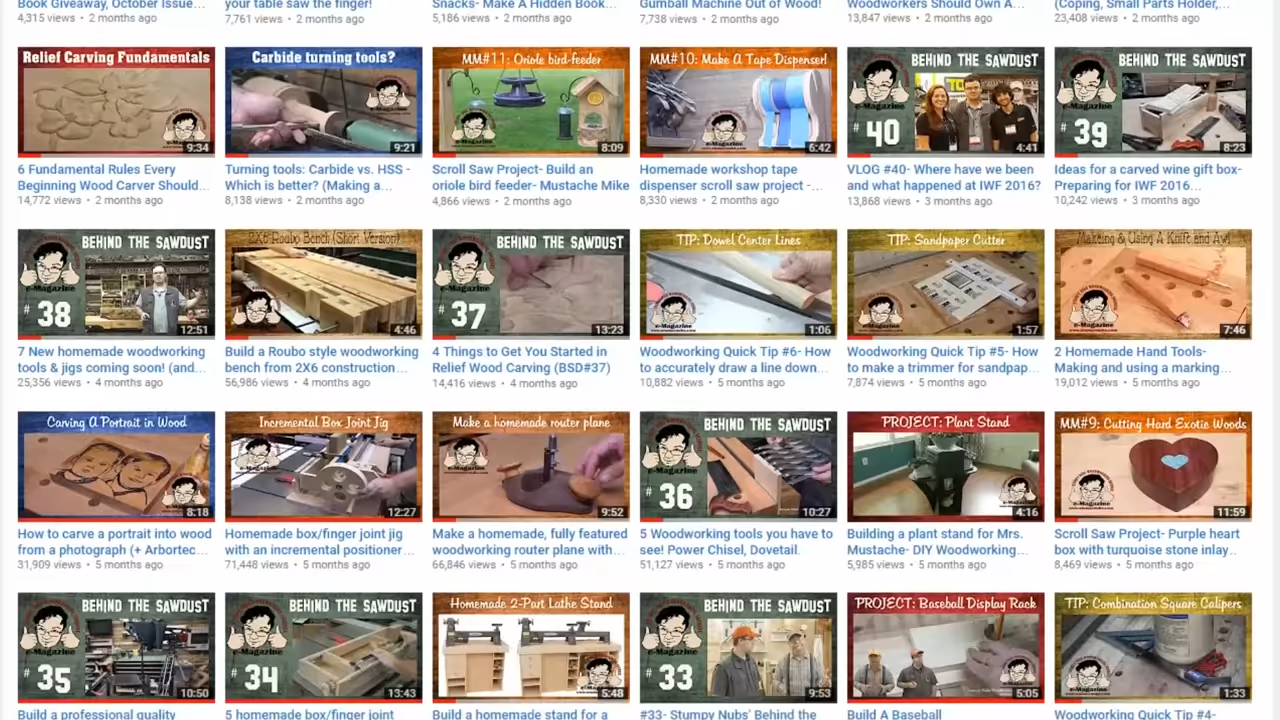 Book Giveaway, October Issue...
your table saw the finger!
Snacks- Make A Hidden Book...
Gumball Machine Out of Wood!
Woodworkers Should Own A...
(Coping, Small Parts Holder,...
4,315 views • 2 months ago
7,761 views • 2 months ago
5,186 views • 2 months ago
7,738 views • 2 months ago
13,847 views • 2 months ago
23,408 views • 2 months ago
Relief Carving Fundamentals
9:34
6 Fundamental Rules Every
Beginning Wood Carver Should...
14,772 views • 2 months ago
Carbide turning tools?
9:21
Turning tools: Carbide vs. HSS -
Which is better? (Making a...
8,138 views • 2 months ago
MM#11: Oriole bird-feeder
8:09
Scroll Saw Project- Build an
oriole bird feeder- Mustache Mike
4,866 views • 2 months ago
MM#10: Make A Tape Dispenser!
e-Magazine
6:42
Homemade workshop tape
dispenser scroll saw project -...
8,330 views • 2 months ago
BEHIND THE SAWDUST
e-Magazine
# 40
4:41
VLOG #40- Where have we been
and what happened at IWF 2016?
13,868 views • 3 months ago
BEHIND THE SAWDUST
e-Magazine
# 39
8:23
Ideas for a carved wine gift box-
Preparing for IWF 2016...
10,242 views • 3 months ago
BEHIND THE SAWDUST
e-Magazine
# 38
12:51
7 New homemade woodworking
tools & jigs coming soon! (and...
25,356 views • 4 months ago
2X6 Roubo Bench (Short Version)
e-Magazine
4:46
Build a Roubo style woodworking
bench from 2X6 construction...
56,986 views • 4 months ago
BEHIND THE SAWDUST
e-Magazine
# 37
13:23
4 Things to Get You Started in
Relief Wood Carving (BSD#37)
14,416 views • 4 months ago
TIP: Dowel Center Lines
e-Magazine
1:06
Woodworking Quick Tip #6- How
to accurately draw a line down...
10,882 views • 5 months ago
TIP: Sandpaper Cutter
e-Magazine
1:57
Woodworking Quick Tip #5- How
to make a trimmer for sandpap...
7,874 views • 5 months ago
Making & Using A Knife and Awl
e-Magazine
7:46
2 Homemade Hand Tools-
Making and using a marking...
19,012 views • 5 months ago
Carving A Portrait in Wood
8:18
How to carve a portrait into wood
from a photograph (+ Arbortec...
31,909 views • 5 months ago
Incremental Box Joint Jig
12:27
Homemade box/finger joint jig
with an incremental positioner...
71,448 views • 5 months ago
Make a homemade router plane
9:52
Make a homemade, fully featured
woodworking router plane with...
66,846 views • 5 months ago
BEHIND THE SAWDUST
e-Magazine
# 36
10:27
5 Woodworking tools you have to
see! Power Chisel, Dovetail.
51,127 views • 5 months ago
PROJECT: Plant Stand
4:16
Building a plant stand for Mrs.
Mustache- DIY Woodworking...
5,985 views • 5 months ago
MM#9: Cutting Hard Exotic Woods
e-Magazine
11:59
Scroll Saw Project- Purple heart
box with turquoise stone inlay..
8,469 views • 5 months ago
BEHIND THE SAWDUST
e-Magazine
# 35
10:50
Build a professional quality
BEHIND THE SAWDUST
e-Magazine
# 34
13:43
5 homemade box/finger joint
Homemade 2-Part Lathe Stand
5:48
Build a homemade stand for a
BEHIND THE SAWDUST
e-Magazine
# 33
9:53
#33- Stumpy Nubs' Behind the
PROJECT: Baseball Display Rack
5:05
Build A Baseball
TIP: Combination Square Calipers
e-Magazine
1:33
Woodworking Quick Tip #4-